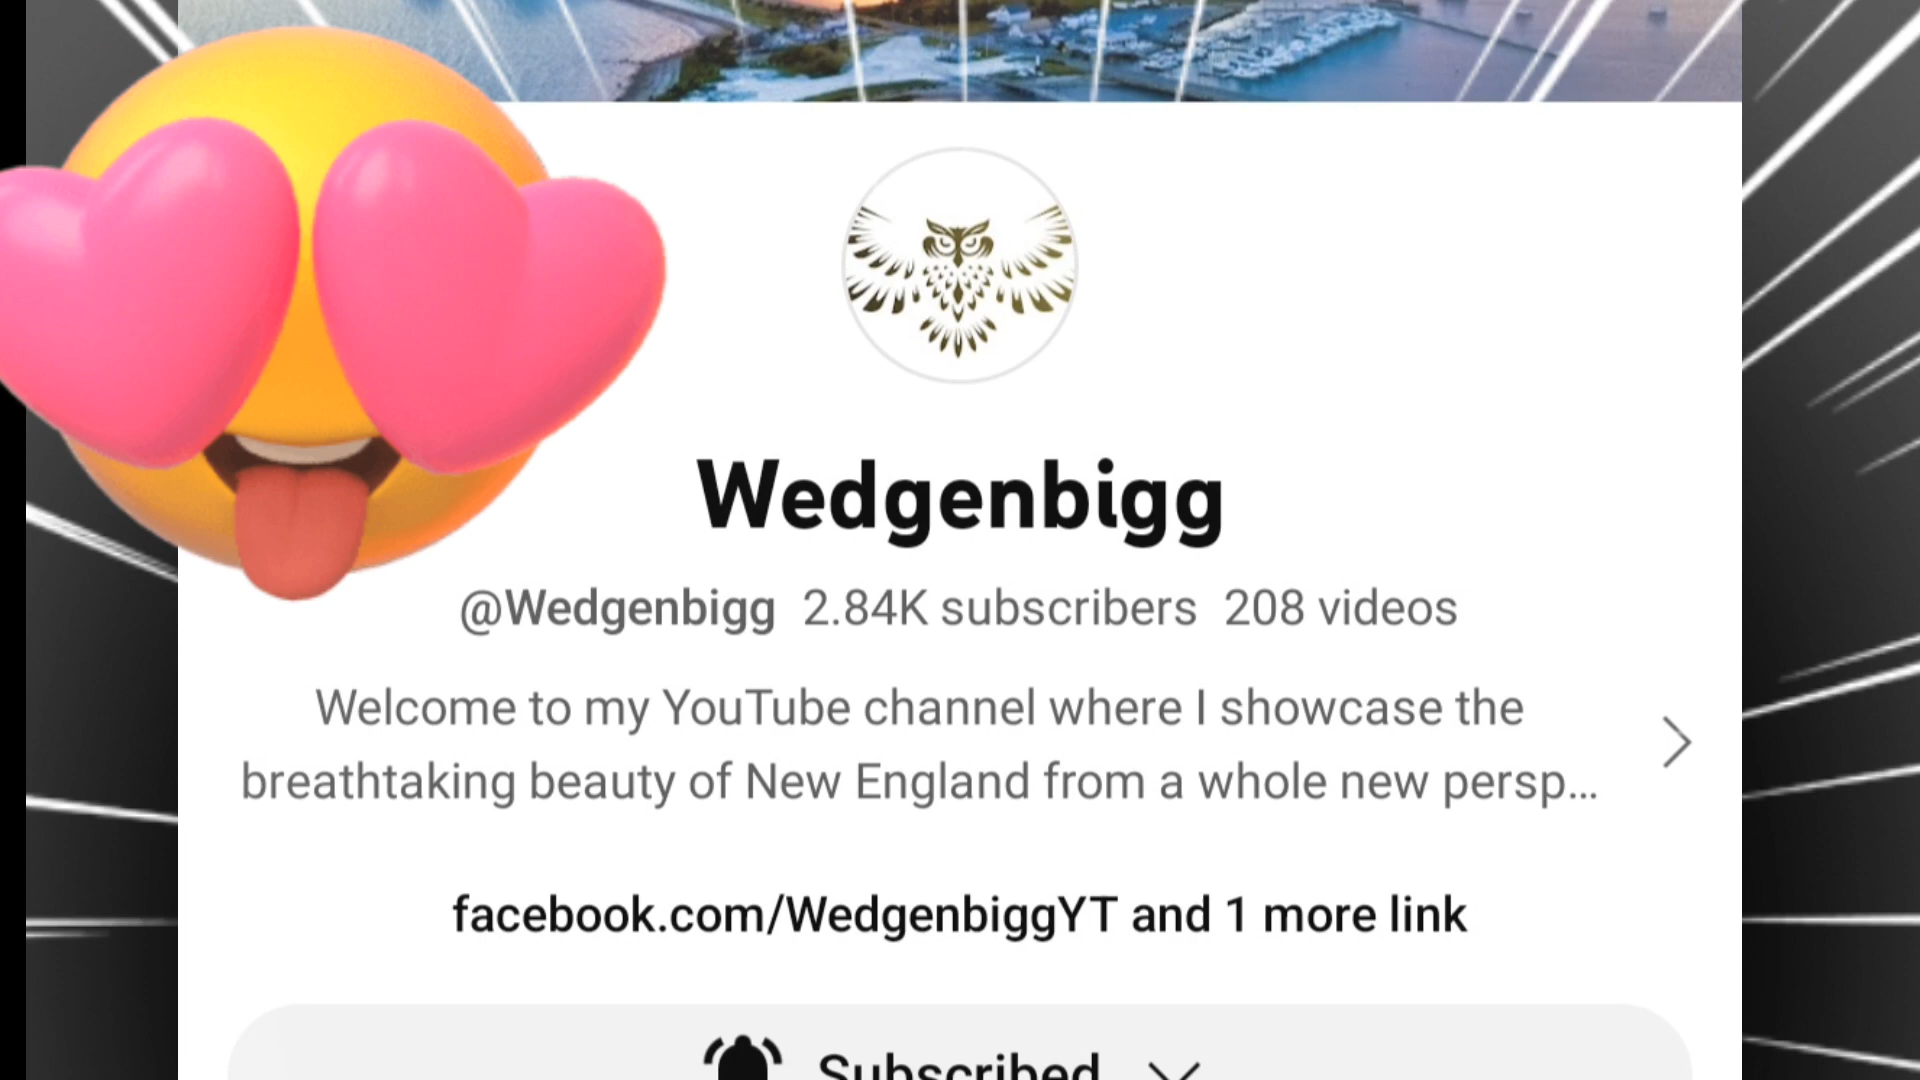 Wedgenbigg
@Wedgenbigg 2.84K subscribers 208 videos
Welcome to my YouTube channel where I showcase the
breathtaking beauty of New England from a whole new persp...
facebook.com/WedgenbiggYT and 1 more link
Subscribed